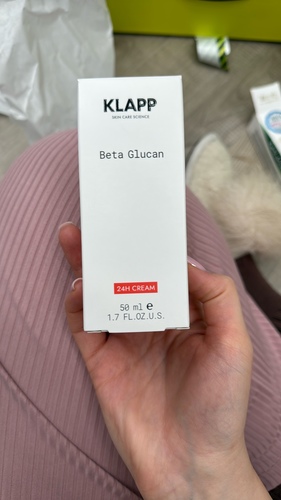 KLAPP
SKIN CARE SCIENCE
Beta Glucan
24H CREAM
50 ml e
1.7 FL.OZ.U.S.